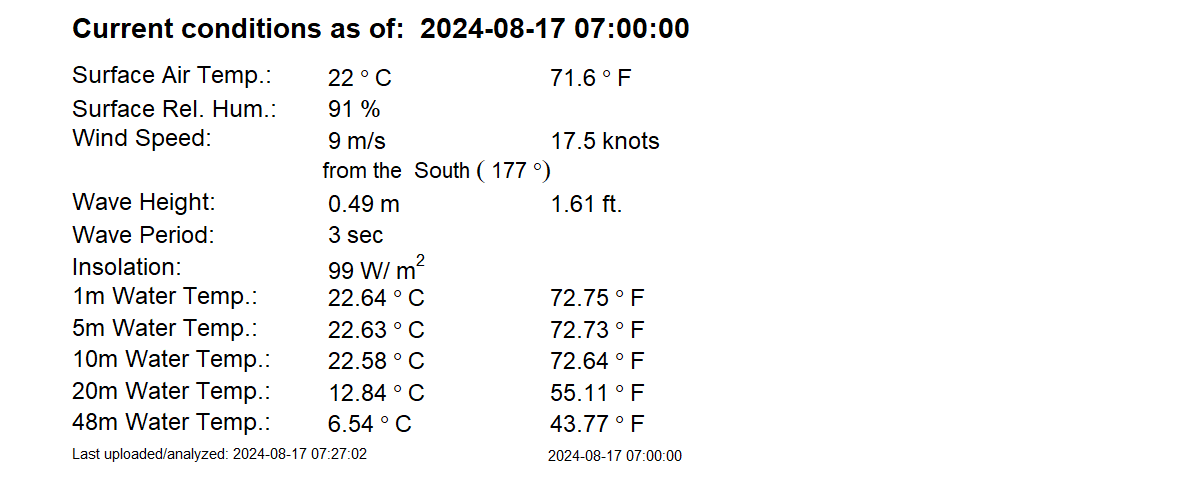 Current conditions as of: 2024-08-17 07:00:00
Surface Air Temp.: 22 ° C 71.6 ° F
Surface Rel. Hum.: 91 %
Wind Speed: 9 m/s 17.5 knots
from the South ( 177 °)
Wave Height: 0.49 m 1.61 ft.
Wave Period: 3 sec
Insolation: 99 W/ m²
1m Water Temp.: 22.64 ° C 72.75 ° F
5m Water Temp.: 22.63 ° C 72.73 ° F
10m Water Temp.: 22.58 ° C 72.64 ° F
20m Water Temp.: 12.84 ° C 55.11 ° F
48m Water Temp.: 6.54 ° C 43.77 ° F
Last uploaded/analyzed: 2024-08-17 07:27:02 2024-08-17 07:00:00